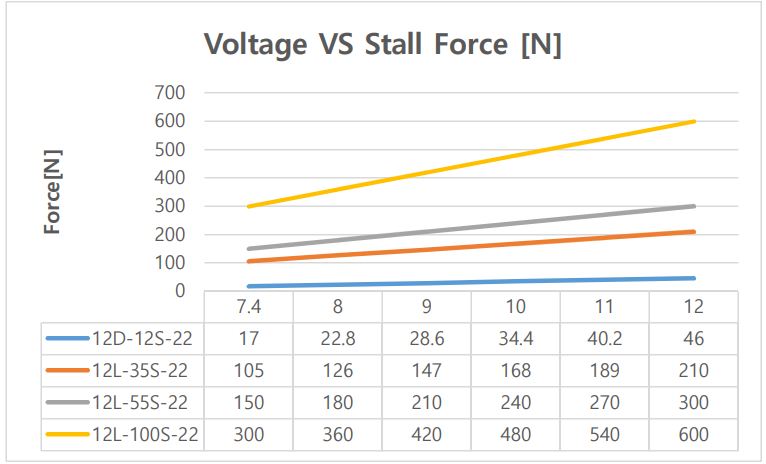 Voltage VS Stall Force [N]
Force[N]
700
600
500
400
300
200
100
0
7.4 8 9 10 11 12
12D-12S-22 17 22.8 28.6 34.4 40.2 46
12L-35S-22 105 126 147 168 189 210
12L-55S-22 150 180 210 240 270 300
12L-100S-22 300 360 420 480 540 600